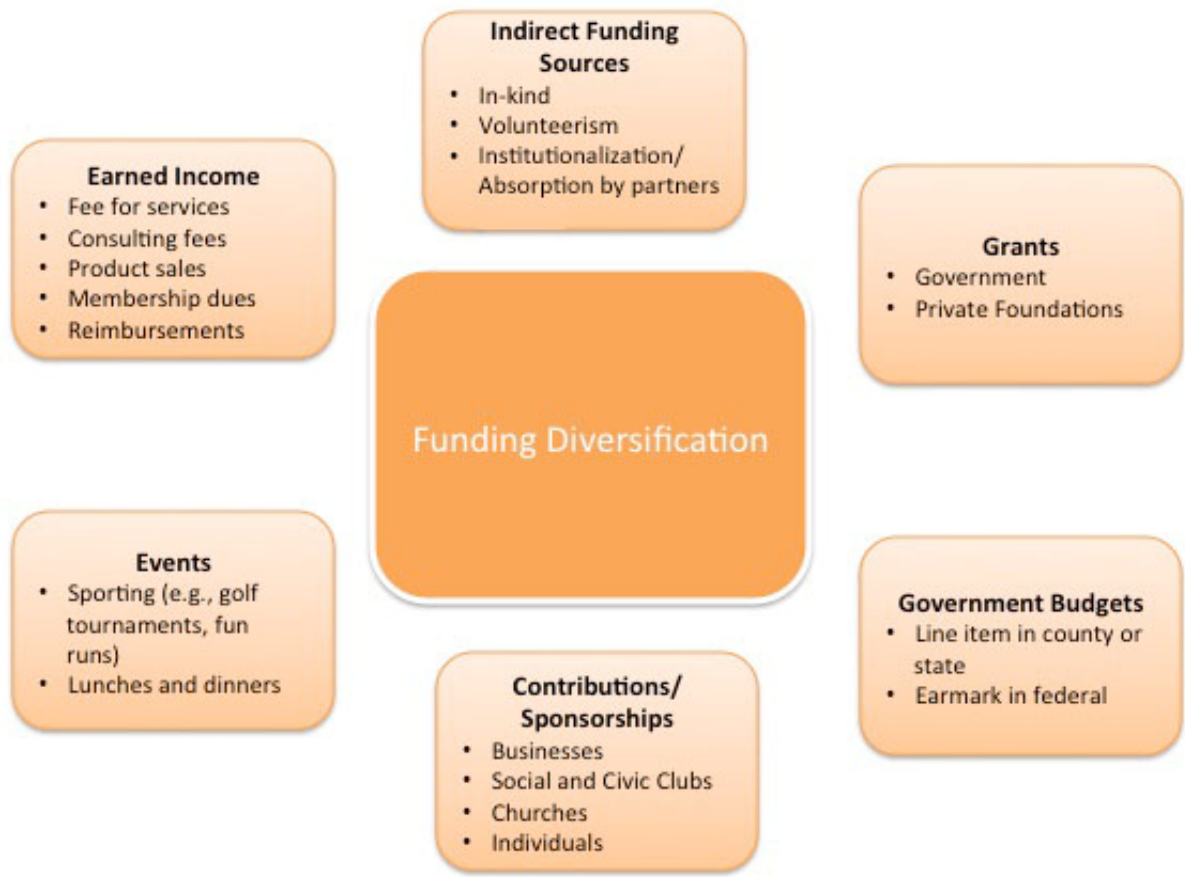 Indirect Funding
Sources
• In-kind
• Volunteerism
• Institutionalization/
Absorption by partners
Earned Income
• Fee for services
• Consulting fees
• Product sales
• Membership dues
• Reimbursements
Grants
• Government
• Private Foundations
Funding Diversification
Events
• Sporting (e.g., golf
tournaments, fun
runs)
• Lunches and dinners
Government Budgets
• Line item in county or
state
• Earmark in federal
Contributions/
Sponsorships
• Businesses
• Social and Civic Clubs
• Churches
• Individuals